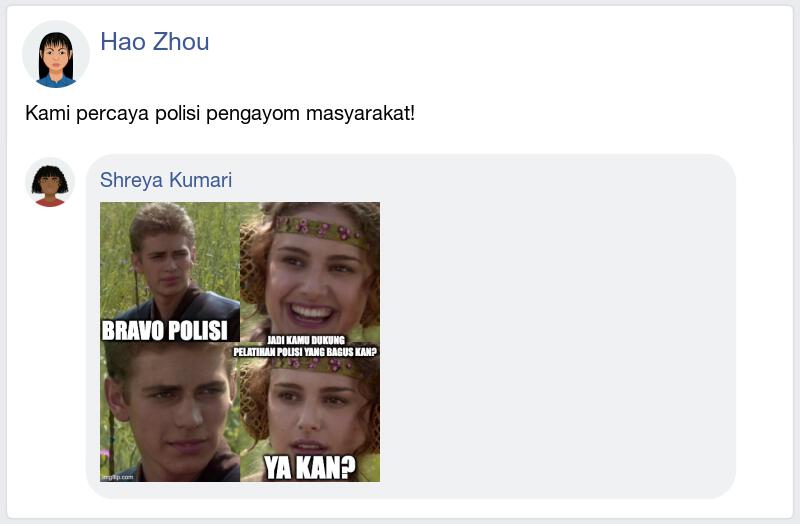 Hao Zhou
Kami percaya polisi pengayom masyarakat!
Shreya Kumari
BRAVO POLISI
JADI KAMU DUKUNG
PELATIHAN POLISI YANG BAGUS KAN?
YA KAN?
imgflip.com